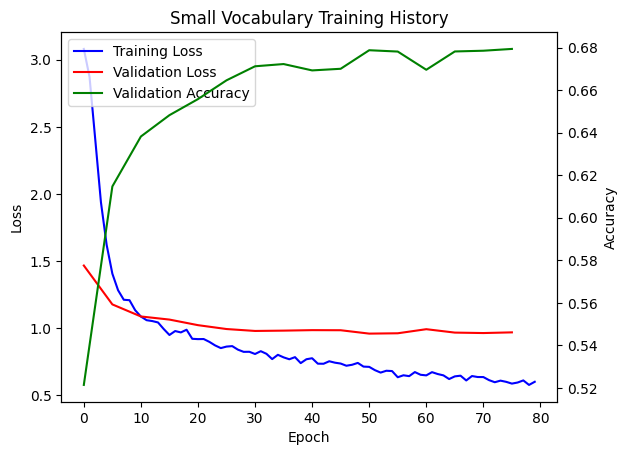 Small Vocabulary Training History
Training Loss
Validation Loss
Validation Accuracy
3.0
2.5
2.0
1.5
1.0
0.5
Loss
0.68
0.66
0.64
0.62
0.60
0.58
0.56
0.54
0.52
Accuracy
0 10 20 30 40 50 60 70 80
Epoch